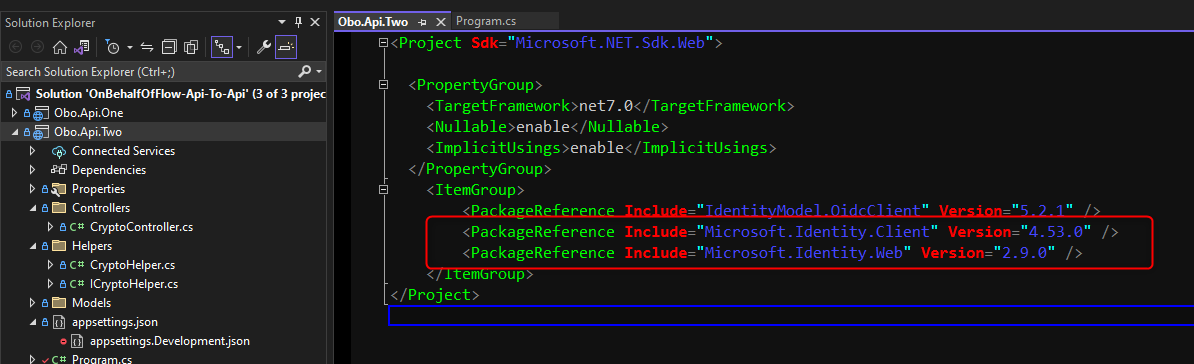 Solution Explorer
Search Solution Explorer (Ctrl+;)
Solution 'OnBehalfOfFlow-Api-To-Api' (3 of 3 projec
Obo.Api.One
Obo.Api.Two
Connected Services
Dependencies
Properties
Controllers
C# CryptoController.cs
Helpers
C# CryptoHelper.cs
C# ICryptoHelper.cs
Models
appsettings.json
appsettings.Development.json
C# Program.cs
Obo.Api.Two
Program.cs
<Project Sdk="Microsoft.NET.Sdk.Web">
<PropertyGroup>
<TargetFramework>net7.0</TargetFramework>
<Nullable>enable</Nullable>
<ImplicitUsings>enable</ImplicitUsings>
</PropertyGroup>
<ItemGroup>
<PackageReference Include="IdentityModel.OidcClient" Version="5.2.1" />
<PackageReference Include="Microsoft.Identity.Client" Version="4.53.0" />
<PackageReference Include="Microsoft.Identity.Web" Version="2.9.0" />
</ItemGroup>
</Project>